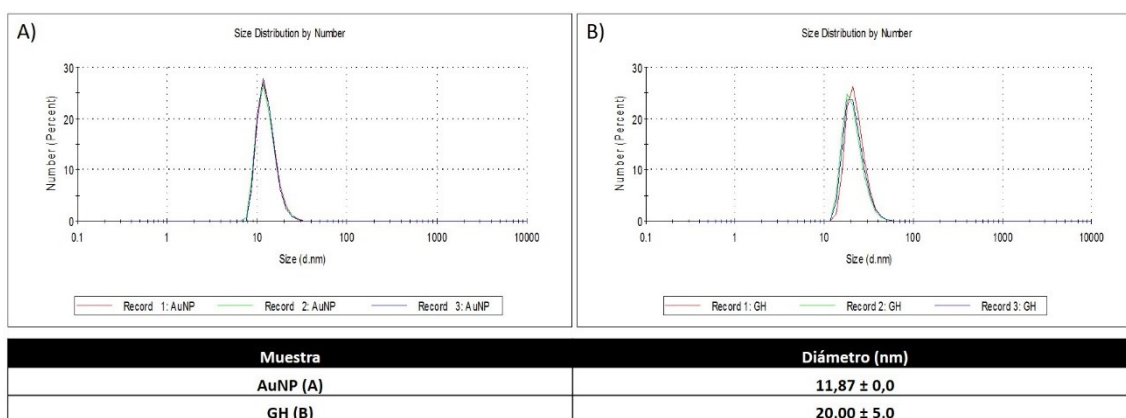 A)
Size Distribution by Number
30
20
10
0
Number (Percent)
0.1 1 10 100 1000 10000
Size (d.nm)
Record 1: AuNP Record 2: AuNP Record 3: AuNP
B)
Size Distribution by Number
30
20
10
0
Number (Percent)
0.1 1 10 100 1000 10000
Size (d.nm)
Record 1: GH Record 2: GH Record 3: GH
Muestra Diámetro (nm)
AuNP (A) 11,87 ± 0,0
GH (B) 20,00 ± 5,0